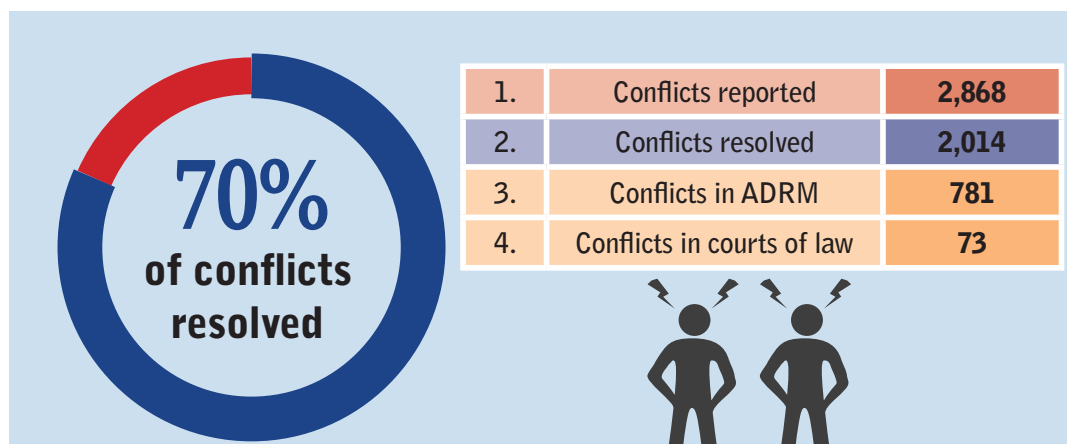 70%
of conflicts
resolved
1. Conflicts reported 2,868
2. Conflicts resolved 2,014
3. Conflicts in ADRM 781
4. Conflicts in courts of law 73